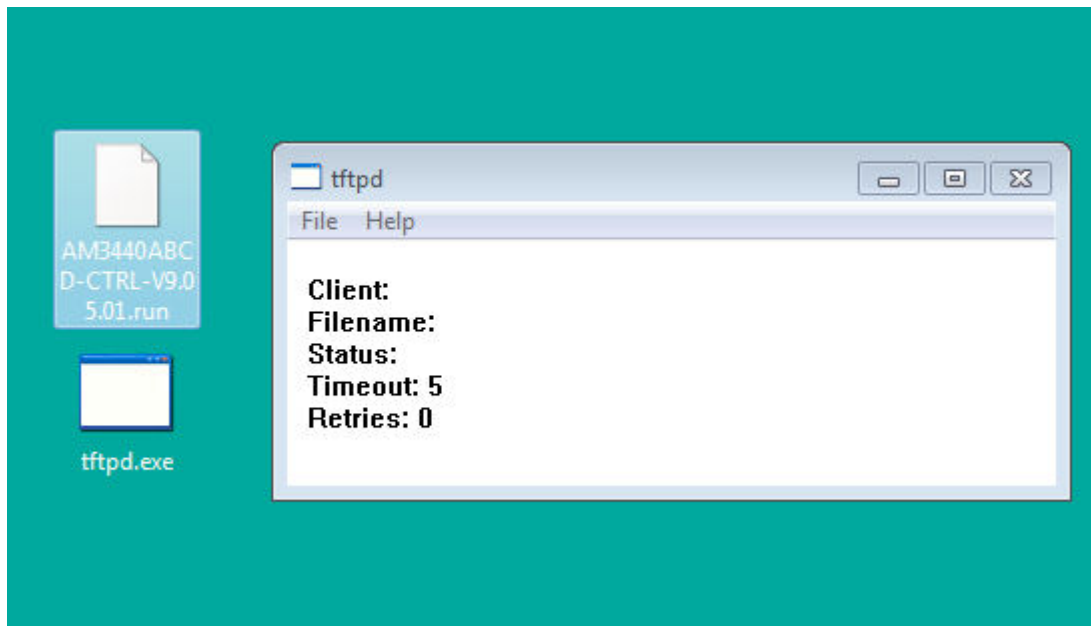 AM3440ABC
D-CTRL-V9.0
5.01.run
tftpd.exe
tftpd
File Help
Client:
Filename:
Status:
Timeout: 5
Retries: 0